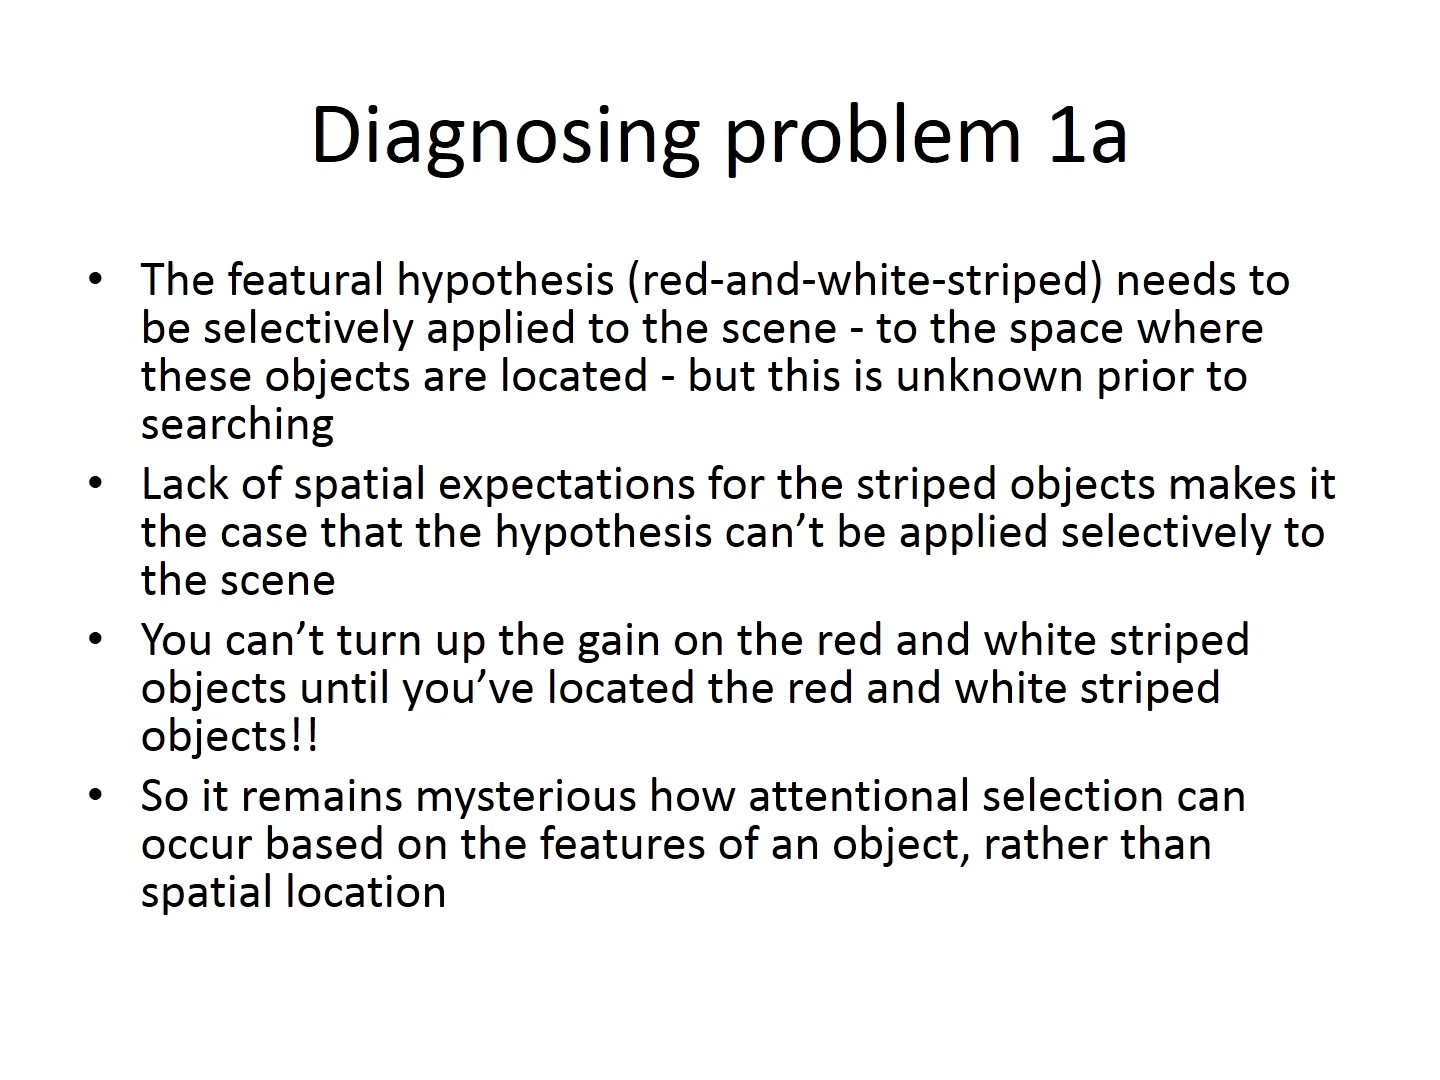 Diagnosing problem 1a
• The featural hypothesis (red-and-white-striped) needs to
be selectively applied to the scene - to the space where
these objects are located - but this is unknown prior to
searching
• Lack of spatial expectations for the striped objects makes it
the case that the hypothesis can’t be applied selectively to
the scene
• You can’t turn up the gain on the red and white striped
objects until you’ve located the red and white striped
objects!!
• So it remains mysterious how attentional selection can
occur based on the features of an object, rather than
spatial location